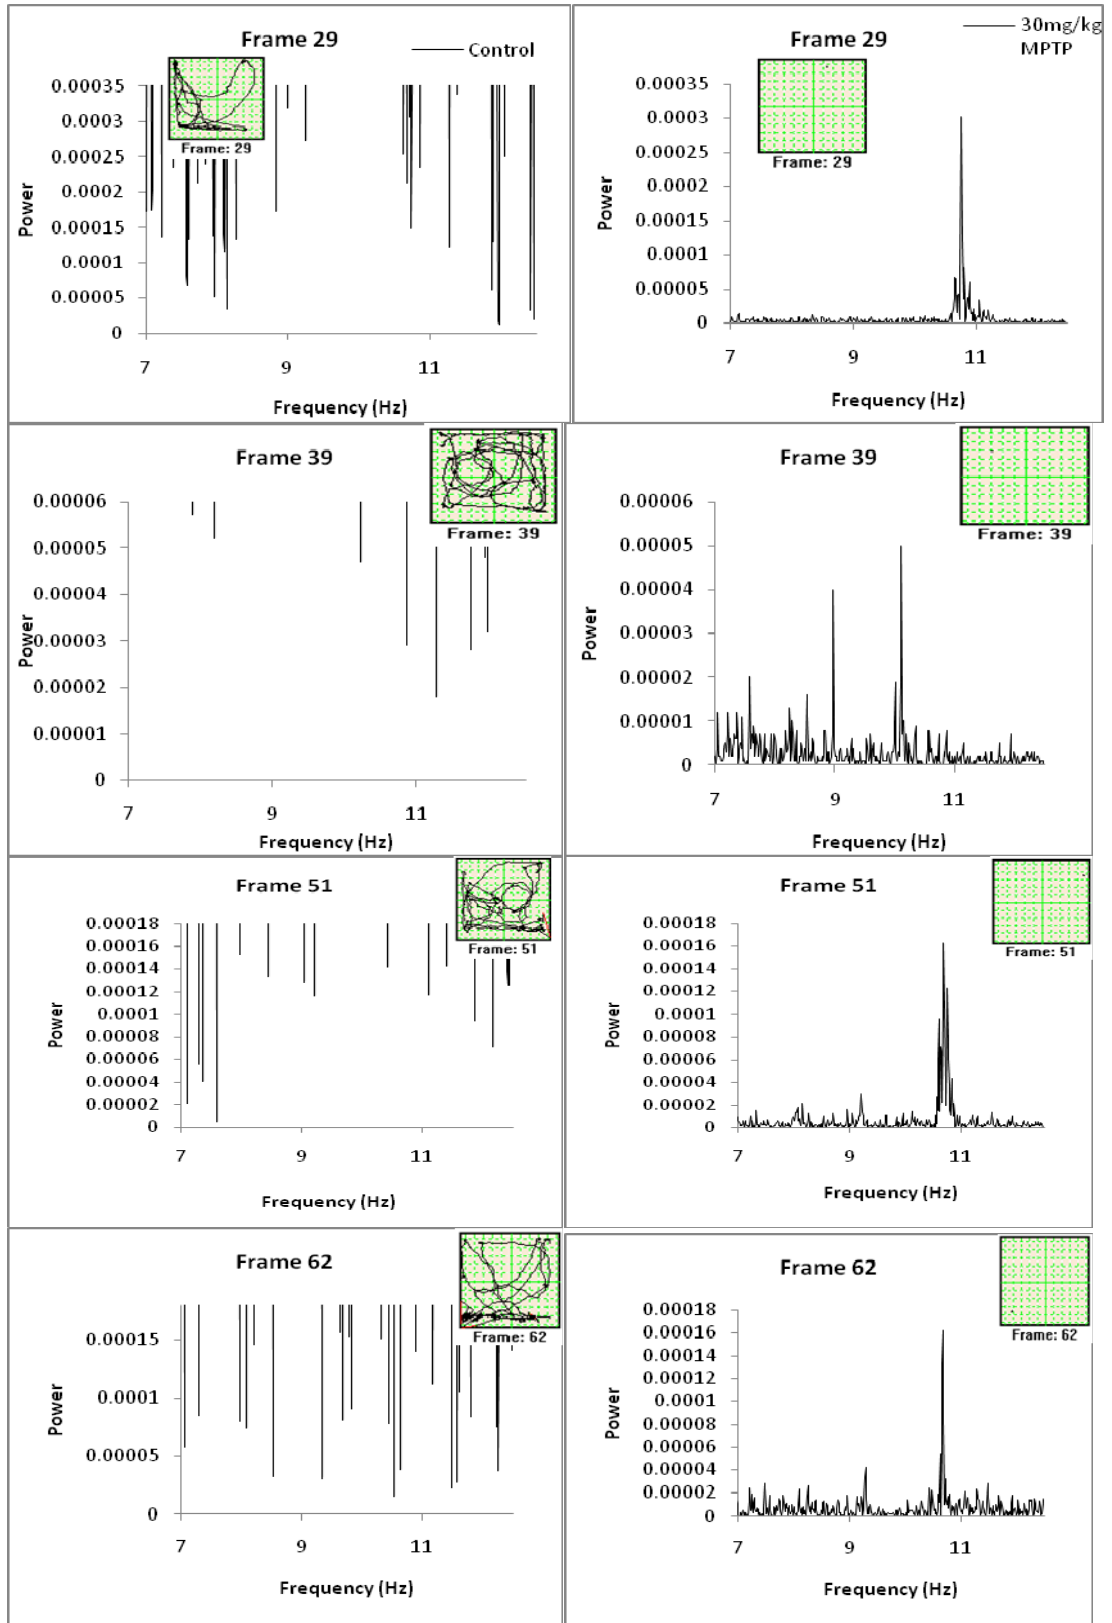 Frame 29
Control
0.00035
0.0003
0.00025
0.0002
0.00015
0.0001
0.00005
0
Power
Frame: 29
7 9 11
Frequency (Hz)
Frame 29
30mg/kg
MPTP
0.00035
0.0003
0.00025
0.0002
0.00015
0.0001
0.00005
0
Power
Frame: 29
7 9 11
Frequency (Hz)
Frame 39
0.00006
0.00005
0.00004
0.00003
0.00002
0.00001
0
Power
Frame: 39
7 9 11
Frequency (Hz)
Frame 39
0.00006
0.00005
0.00004
0.00003
0.00002
0.00001
0
Power
Frame: 39
7 9 11
Frequency (Hz)
Frame 51
0.00018
0.00016
0.00014
0.00012
0.0001
0.00008
0.00006
0.00004
0.00002
0
Power
Frame: 51
7 9 11
Frequency (Hz)
Frame 51
0.00018
0.00016
0.00014
0.00012
0.0001
0.00008
0.00006
0.00004
0.00002
0
Power
Frame: 51
7 9 11
Frequency (Hz)
Frame 62
0.00015
0.0001
0.00005
0
Power
Frame: 62
7 9 11
Frequency (Hz)
Frame 62
0.00018
0.00016
0.00014
0.00012
0.0001
0.00008
0.00006
0.00004
0.00002
0
Power
Frame: 62
7 9 11
Frequency (Hz)